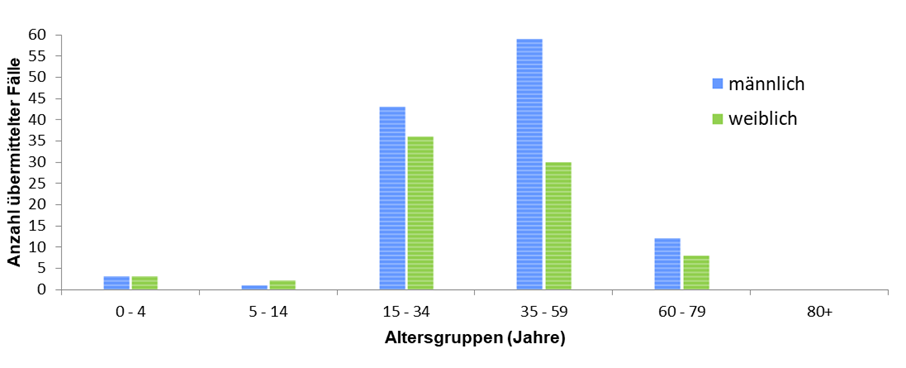 Anzahl übermittelter Fälle
60
55
50
45
40
35
30
25
20
15
10
5
0
männlich
weiblich
0 - 4 5 - 14 15 - 34 35 - 59 60 - 79 80+
Altersgruppen (Jahre)